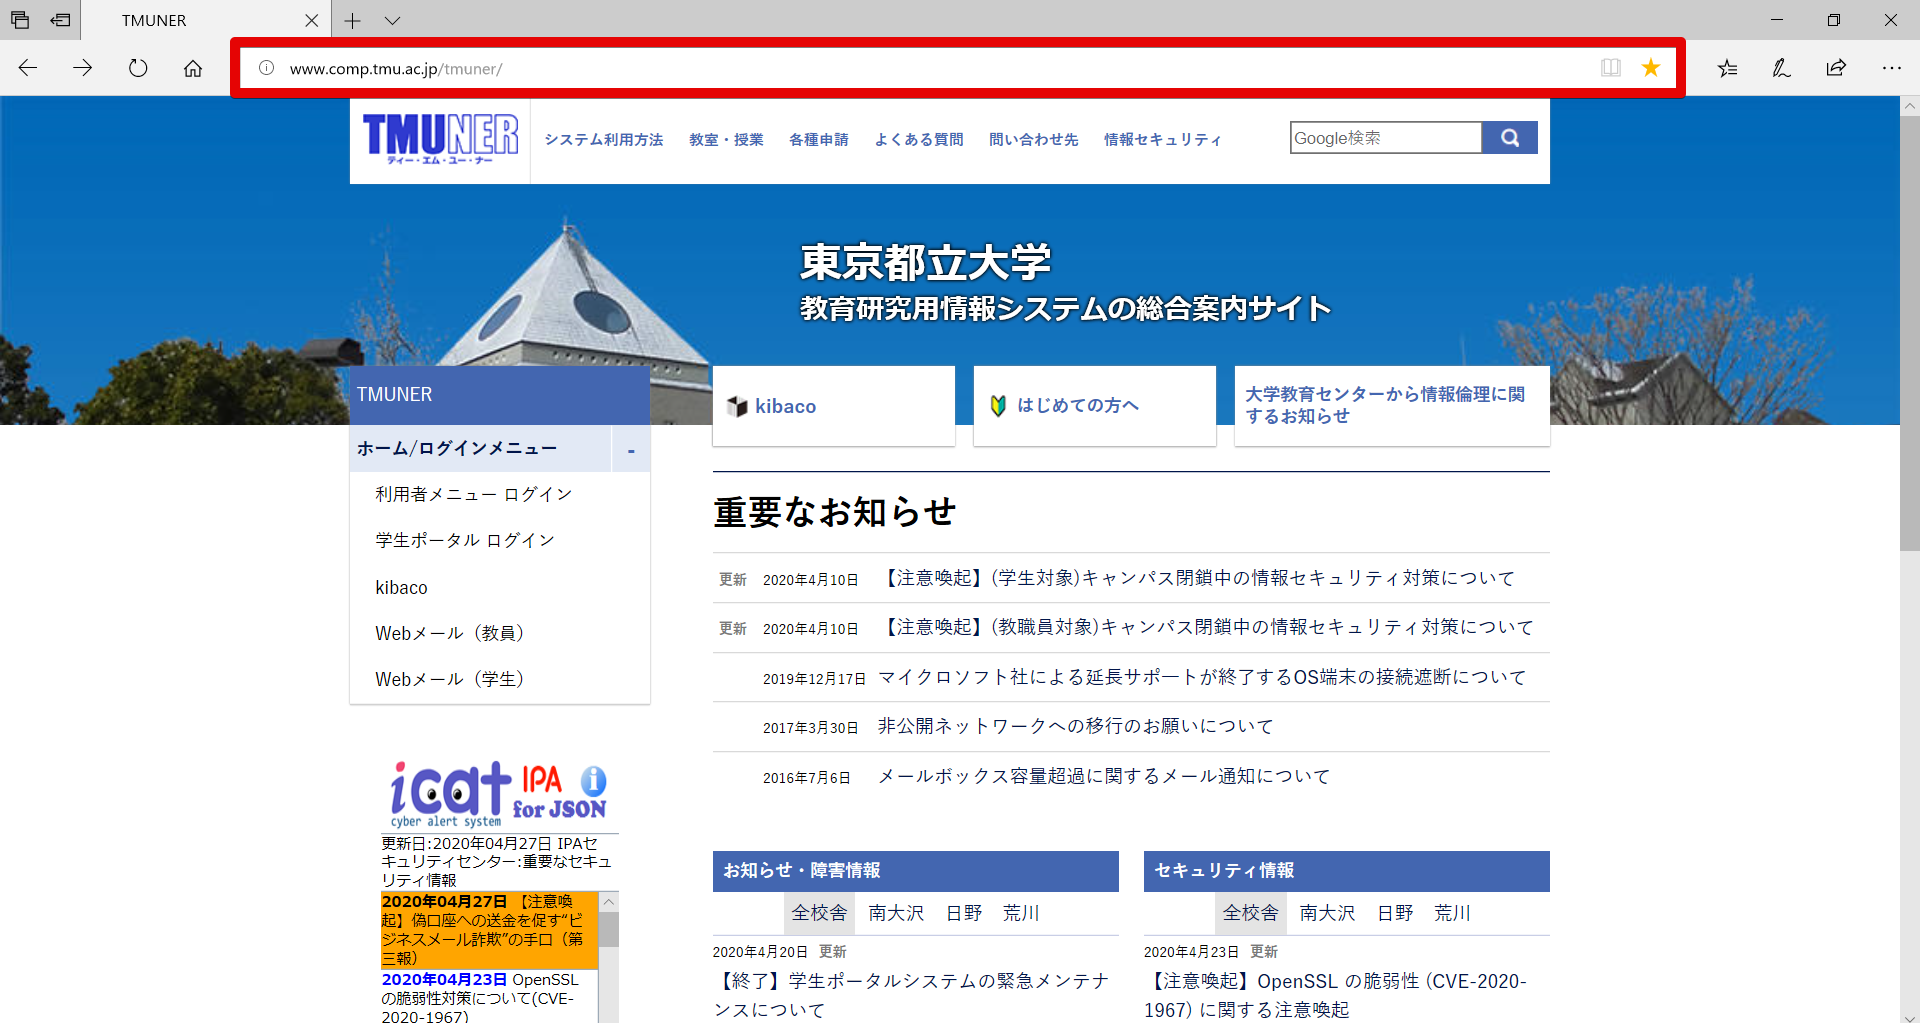 TMUNER
www.comp.tmu.ac.jp/tmuner/
TMUNER
ティー・エム・ユー・ナー
システム利用方法 教室・授業 各種申請 よくある質問 問い合わせ先 情報セキュリティ
Google検索
東京都立大学
教育研究用情報システムの総合案内サイト
TMUNER
ホーム/ログインメニュー -
利用者メニュー ログイン
学生ポータル ログイン
kibaco
Webメール（教員）
Webメール（学生）
icat IPA
for JSON
cyber alert system
更新日:2020年04月27日 IPAセ
キュリティセンター:重要なセキュ
リティ情報
2020年04月27日 【注意喚
起】偽口座への送金を促す“ビ
ジネスメール詐欺”の手口（第
三報）
2020年04月23日 OpenSSL
の脆弱性対策について(CVE-
2020-1967)
kibaco
はじめての方へ
大学教育センターから情報倫理に関
するお知らせ
重要なお知らせ
更新 2020年4月10日 【注意喚起】(学生対象)キャンパス閉鎖中の情報セキュリティ対策について
更新 2020年4月10日 【注意喚起】(教職員対象)キャンパス閉鎖中の情報セキュリティ対策について
2019年12月17日 マイクロソフト社による延長サポートが終了するOS端末の接続遮断について
2017年3月30日 非公開ネットワークへの移行のお願いについて
2016年7月6日 メールボックス容量超過に関するメール通知について
お知らせ・障害情報
全校舎 南大沢 日野 荒川
2020年4月20日 更新
【終了】学生ポータルシステムの緊急メンテナ
ンスについて
セキュリティ情報
全校舎 南大沢 日野 荒川
2020年4月23日 更新
【注意喚起】OpenSSL の脆弱性 (CVE-2020-
1967) に関する注意喚起